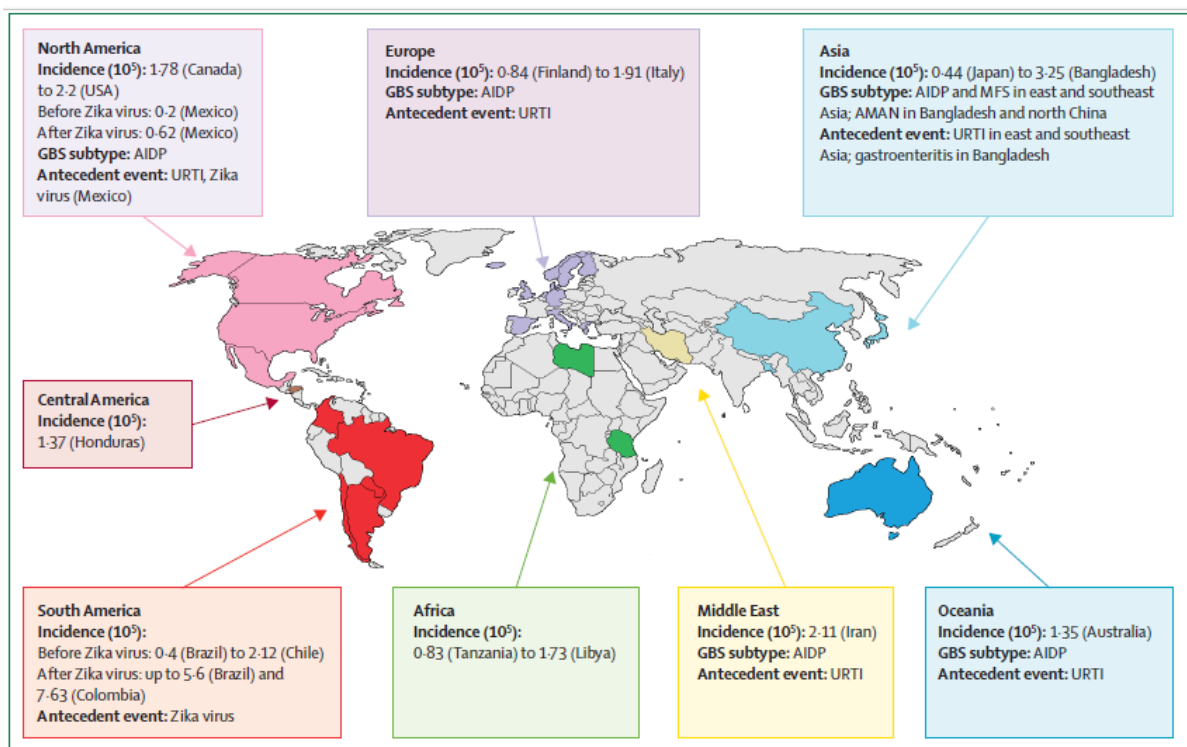 North America
Incidence (10⁵): 1·78 (Canada)
to 2·2 (USA)
Before Zika virus: 0·2 (Mexico)
After Zika virus: 0·62 (Mexico)
GBS subtype: AIDP
Antecedent event: URTI, Zika
virus (Mexico)
Europe
Incidence (10⁵): 0·84 (Finland) to 1·91 (Italy)
GBS subtype: AIDP
Antecedent event: URTI
Asia
Incidence (10⁵): 0·44 (Japan) to 3·25 (Bangladesh)
GBS subtype: AIDP and MFS in east and southeast
Asia; AMAN in Bangladesh and north China
Antecedent event: URTI in east and southeast
Asia; gastroenteritis in Bangladesh
Central America
Incidence (10⁵):
1·37 (Honduras)
South America
Incidence (10⁵):
Before Zika virus: 0·4 (Brazil) to 2·12 (Chile)
After Zika virus: up to 5·6 (Brazil) and
7·63 (Colombia)
Antecedent event: Zika virus
Africa
Incidence (10⁵):
0·83 (Tanzania) to 1·73 (Libya)
Middle East
Incidence (10⁵): 2·11 (Iran)
GBS subtype: AIDP
Antecedent event: URTI
Oceania
Incidence (10⁵): 1·35 (Australia)
GBS subtype: AIDP
Antecedent event: URTI